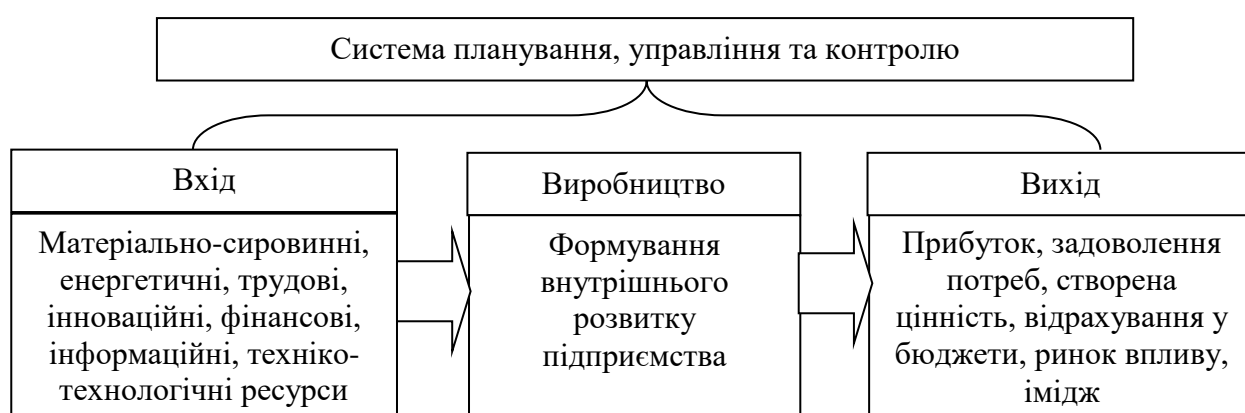 Система планування, управління та контролю
Вхід
Матеріально-сировинні,
енергетичні, трудові,
інноваційні, фінансові,
інформаційні, техніко-
технологічні ресурси
Виробництво
Формування
внутрішнього
розвитку
підприємства
Вихід
Прибуток, задоволення
потреб, створена
цінність, відрахування у
бюджети, ринок впливу,
імідж